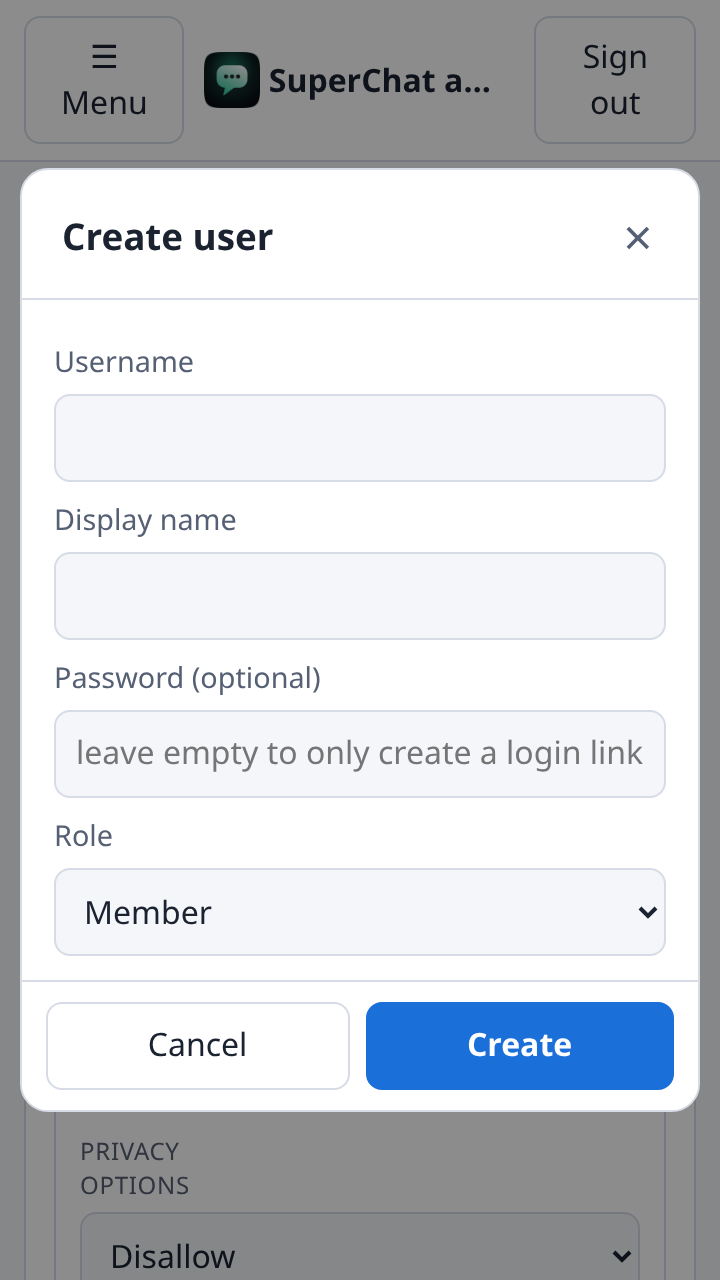 ☰
Menu
SuperChat a...
Sign
out
Create user
✕
Username
Display name
Password (optional)
leave empty to only create a login link
Role
Member
Cancel
Create
PRIVACY
OPTIONS
Disallow